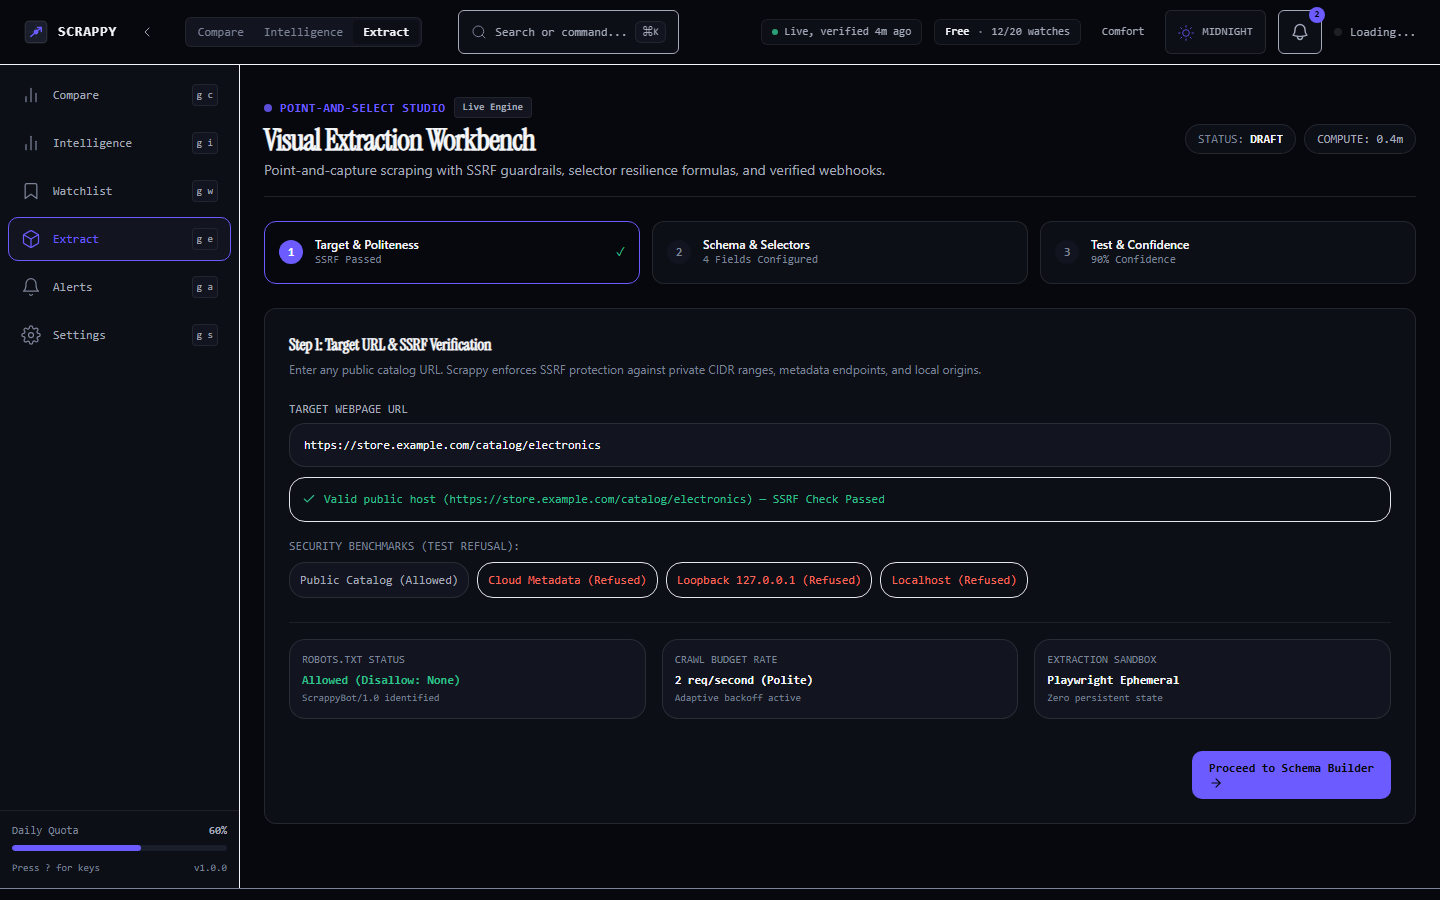 SCRAPPY
Compare Intelligence Extract
Search or command... ⌘K
Live, verified 4m ago
Free · 12/20 watches
Comfort
MIDNIGHT
2
Loading...
Compare g c
Intelligence g i
Watchlist g w
Extract g e
Alerts g a
Settings g s
Daily Quota 60%
Press ? for keys v1.0.0
POINT-AND-SELECT STUDIO Live Engine
Visual Extraction Workbench
Point-and-capture scraping with SSRF guardrails, selector resilience formulas, and verified webhooks.
STATUS: DRAFT
COMPUTE: 0.4m
1 Target & Politeness ✓
SSRF Passed
2 Schema & Selectors
4 Fields Configured
3 Test & Confidence
90% Confidence
Step 1: Target URL & SSRF Verification
Enter any public catalog URL. Scrappy enforces SSRF protection against private CIDR ranges, metadata endpoints, and local origins.
TARGET WEBPAGE URL
https://store.example.com/catalog/electronics
✓ Valid public host (https://store.example.com/catalog/electronics) — SSRF Check Passed
SECURITY BENCHMARKS (TEST REFUSAL):
Public Catalog (Allowed)
Cloud Metadata (Refused)
Loopback 127.0.0.1 (Refused)
Localhost (Refused)
ROBOTS.TXT STATUS
Allowed (Disallow: None)
ScrappyBot/1.0 identified
CRAWL BUDGET RATE
2 req/second (Polite)
Adaptive backoff active
EXTRACTION SANDBOX
Playwright Ephemeral
Zero persistent state
Proceed to Schema Builder
→